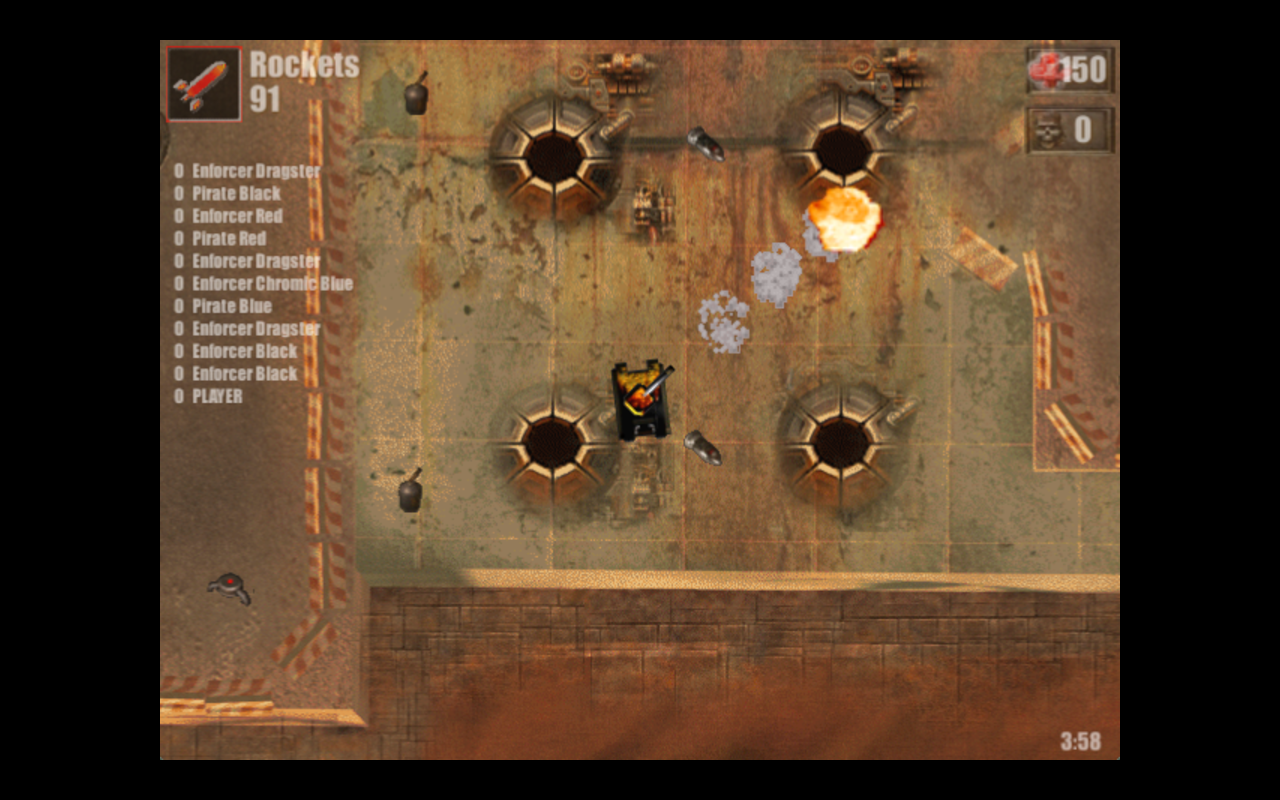 Rockets
91
150
0
0 Enforcer Dragster
0 Pirate Black
0 Enforcer Red
0 Pirate Red
0 Enforcer Dragster
0 Enforcer Chromic Blue
0 Pirate Blue
0 Enforcer Dragster
0 Enforcer Black
0 Enforcer Black
0 PLAYER
3:58